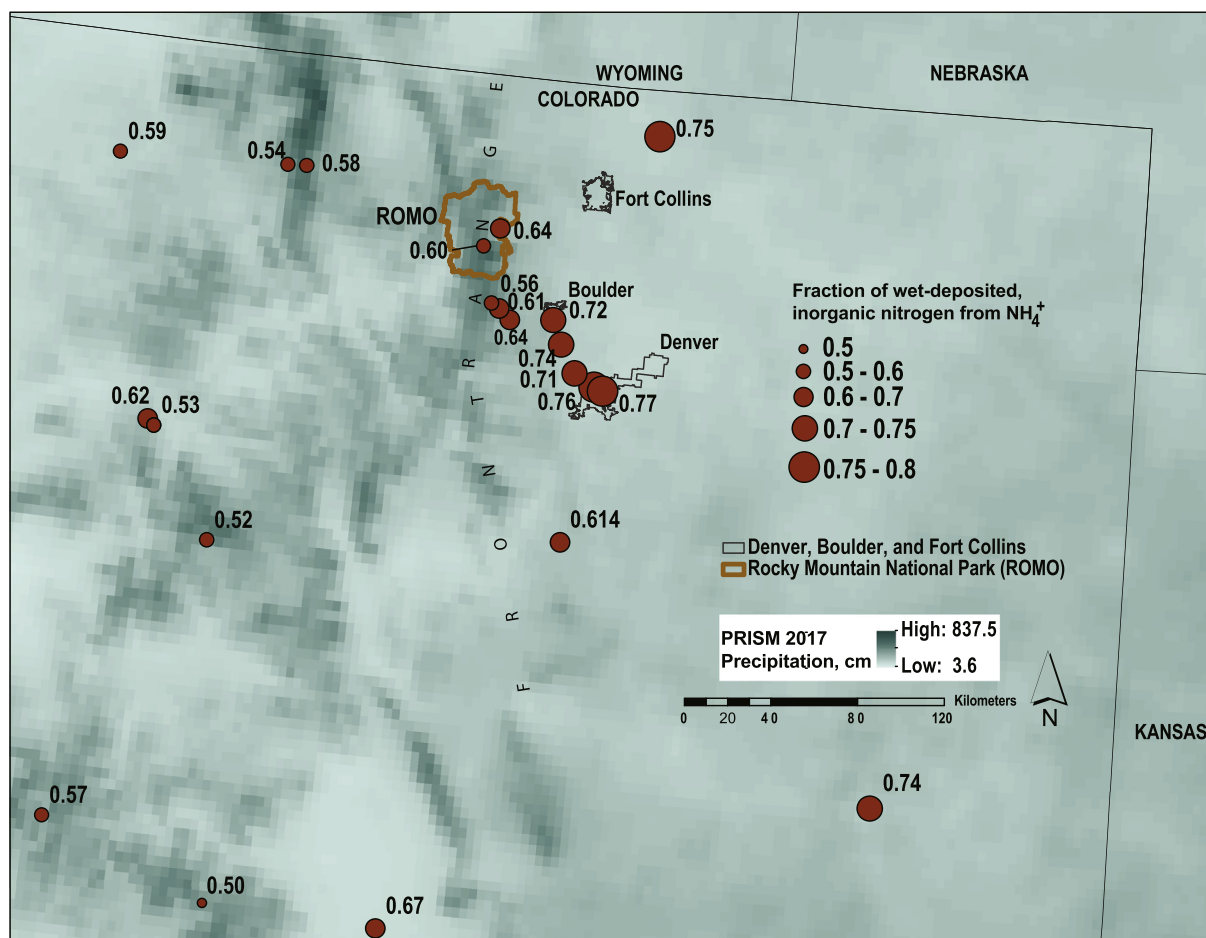 WYOMING
NEBRASKA
COLORADO
0.75
0.59
0.54
0.58
Fort Collins
ROMO
0.64
0.60
0.56
0.61
0.64
Boulder
0.72
Denver
0.74
0.71
0.76
0.77
0.62
0.53
0.52
0.614
FRONT RANGE
Fraction of wet-deposited,
inorganic nitrogen from NH₄⁺
0.5
0.5 - 0.6
0.6 - 0.7
0.7 - 0.75
0.75 - 0.8
Denver, Boulder, and Fort Collins
Rocky Mountain National Park (ROMO)
PRISM 2017
Precipitation, cm
High: 837.5
Low: 3.6
0 20 40 80 120
Kilometers
N
KANSAS
0.57
0.74
0.50
0.67